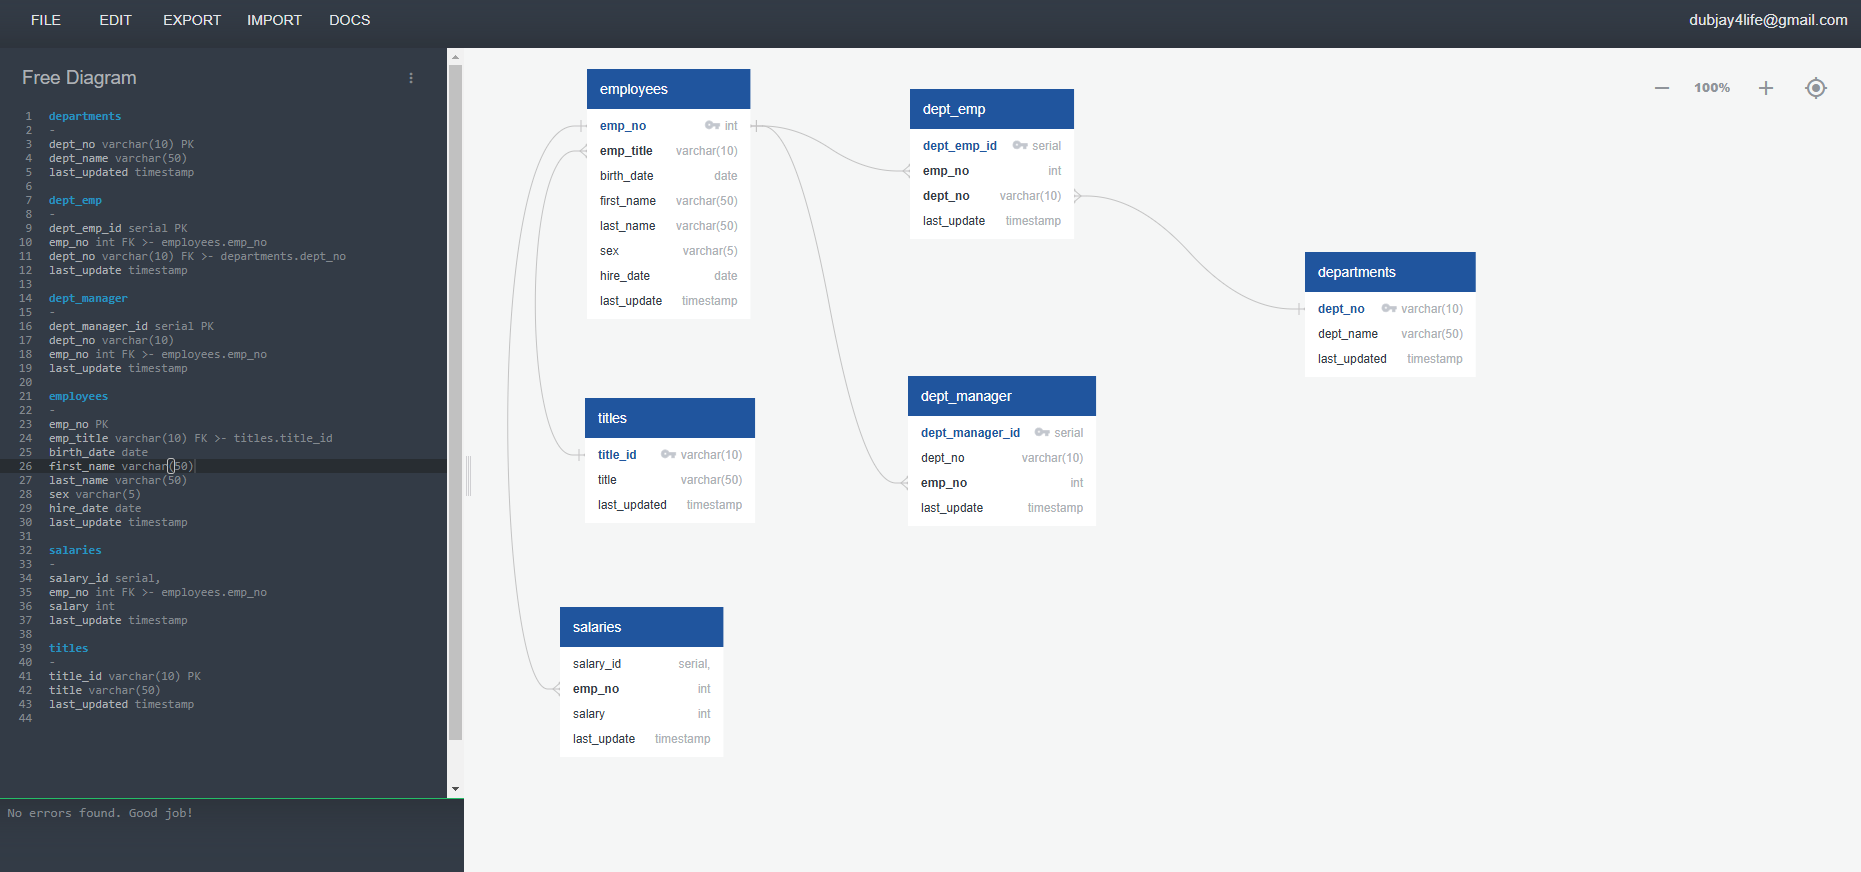 FILE EDIT EXPORT IMPORT DOCS dubjay4life@gmail.com
Free Diagram
1 departments
2 -
3 dept_no varchar(10) PK
4 dept_name varchar(50)
5 last_updated timestamp
6
7 dept_emp
8 -
9 dept_emp_id serial PK
10 emp_no int FK >- employees.emp_no
11 dept_no varchar(10) FK >- departments.dept_no
12 last_update timestamp
13
14 dept_manager
15 -
16 dept_manager_id serial PK
17 dept_no varchar(10)
18 emp_no int FK >- employees.emp_no
19 last_update timestamp
20
21 employees
22 -
23 emp_no PK
24 emp_title varchar(10) FK >- titles.title_id
25 birth_date date
26 first_name varchar(50)
27 last_name varchar(50)
28 sex varchar(5)
29 hire_date date
30 last_update timestamp
31
32 salaries
33 -
34 salary_id serial,
35 emp_no int FK >- employees.emp_no
36 salary int
37 last_update timestamp
38
39 titles
40 -
41 title_id varchar(10) PK
42 title varchar(50)
43 last_updated timestamp
44
No errors found. Good job!
100%
employees
emp_no int
emp_title varchar(10)
birth_date date
first_name varchar(50)
last_name varchar(50)
sex varchar(5)
hire_date date
last_update timestamp
dept_emp
dept_emp_id serial
emp_no int
dept_no varchar(10)
last_update timestamp
departments
dept_no varchar(10)
dept_name varchar(50)
last_updated timestamp
titles
title_id varchar(10)
title varchar(50)
last_updated timestamp
dept_manager
dept_manager_id serial
dept_no varchar(10)
emp_no int
last_update timestamp
salaries
salary_id serial,
emp_no int
salary int
last_update timestamp